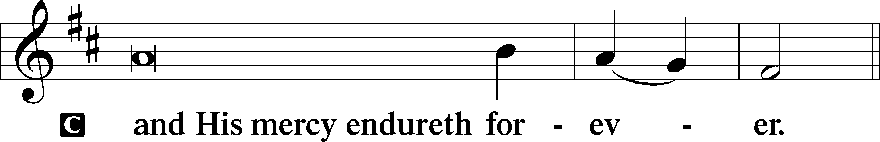 C and His mercy endureth for - ev - er.